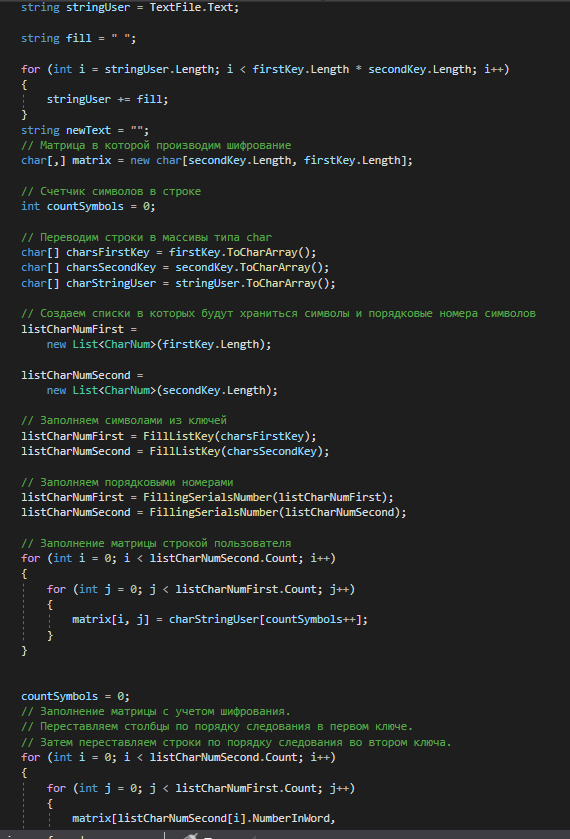 string stringUser = TextFile.Text;
string fill = " ";
for (int i = stringUser.Length; i < firstKey.Length * secondKey.Length; i++)
{
stringUser += fill;
}
string newText = "";
// Матрица в которой производим шифрование
char[,] matrix = new char[secondKey.Length, firstKey.Length];
// Счетчик символов в строке
int countSymbols = 0;
// Переводим строки в массивы типа char
char[] charsFirstKey = firstKey.ToCharArray();
char[] charsSecondKey = secondKey.ToCharArray();
char[] charStringUser = stringUser.ToCharArray();
// Создаем списки в которых будут храниться символы и порядковые номера символов
listCharNumFirst =
new List<CharNum>(firstKey.Length);
listCharNumSecond =
new List<CharNum>(secondKey.Length);
// Заполняем символами из ключей
listCharNumFirst = FillListKey(charsFirstKey);
listCharNumSecond = FillListKey(charsSecondKey);
// Заполняем порядковыми номерами
listCharNumFirst = FillingSerialsNumber(listCharNumFirst);
listCharNumSecond = FillingSerialsNumber(listCharNumSecond);
// Заполнение матрицы строкой пользователя
for (int i = 0; i < listCharNumSecond.Count; i++)
{
for (int j = 0; j < listCharNumFirst.Count; j++)
{
matrix[i, j] = charStringUser[countSymbols++];
}
}
countSymbols = 0;
// Заполнение матрицы с учетом шифрования.
// Переставляем столбцы по порядку следования в первом ключе.
// Затем переставляем строки по порядку следования во втором ключа.
for (int i = 0; i < listCharNumSecond.Count; i++)
{
for (int j = 0; j < listCharNumFirst.Count; j++)
{
matrix[listCharNumSecond[i].NumberInWord,